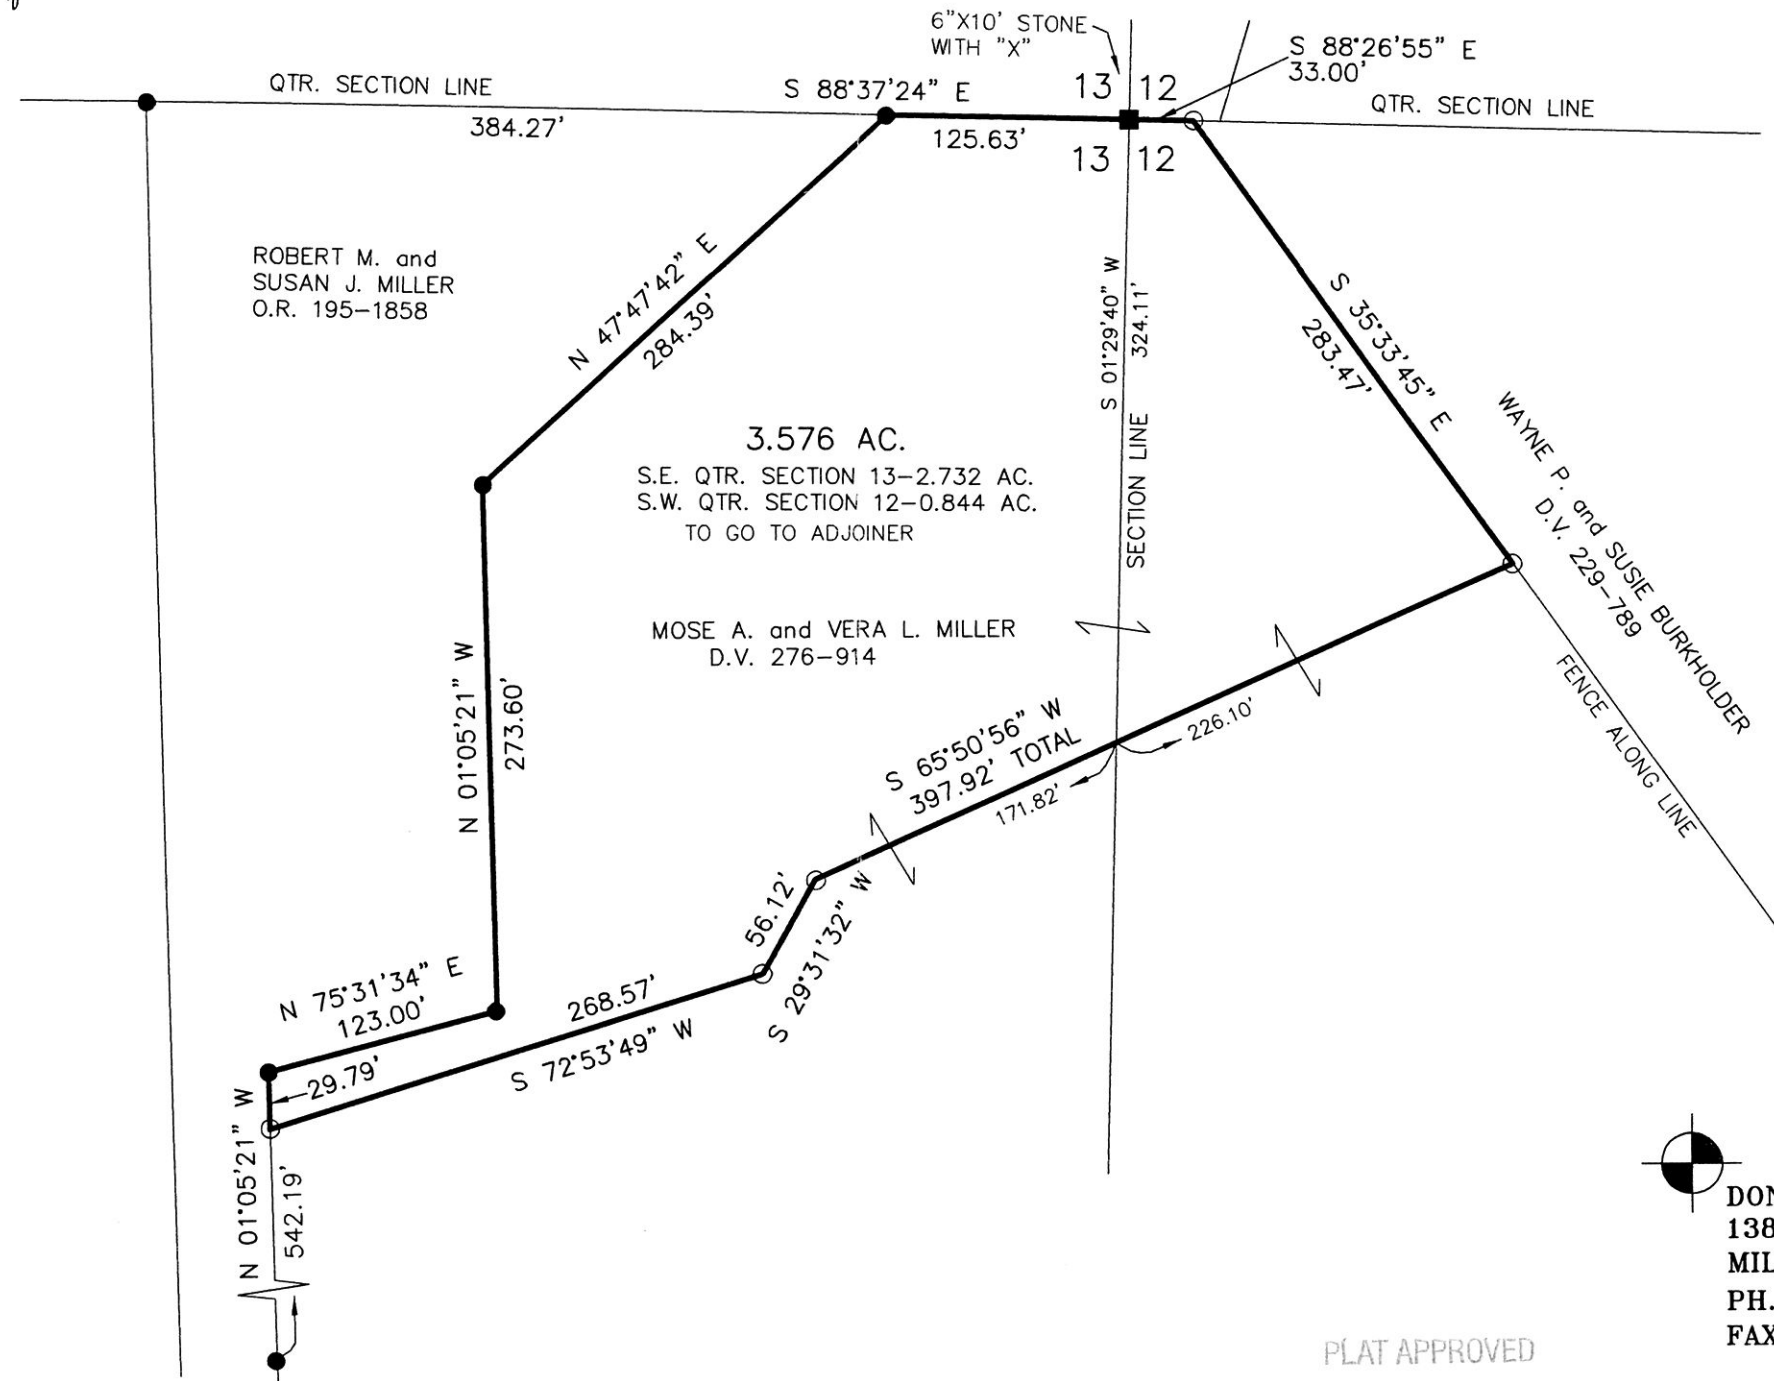 6"X10' STONE
WITH "X"
S 88°26'55" E
33.00'
QTR. SECTION LINE
S 88°37'24" E
13
12
QTR. SECTION LINE
384.27'
125.63'
13
12
ROBERT M. and
SUSAN J. MILLER
O.R. 195-1858
N 47°47'42" E
284.39'
S 01°29'40" W
324.11'
SECTION LINE
S 35°33'45" E
283.47'
WAYNE P. and SUSIE BURKHOLDER
D.V. 229-789
FENCE ALONG LINE
3.576 AC.
S.E. QTR. SECTION 13-2.732 AC.
S.W. QTR. SECTION 12-0.844 AC.
TO GO TO ADJOINER
MOSE A. and VERA L. MILLER
D.V. 276-914
N 01°05'21" W
273.60'
S 65°50'56" W
397.92' TOTAL
226.10'
171.82'
56.12'
S 29°31'32" W
N 75°31'34" E
123.00'
268.57'
S 72°53'49" W
29.79'
N 01°05'21" W
542.19'
DON
138
MIL
PH.
FAX
PLAT APPROVED